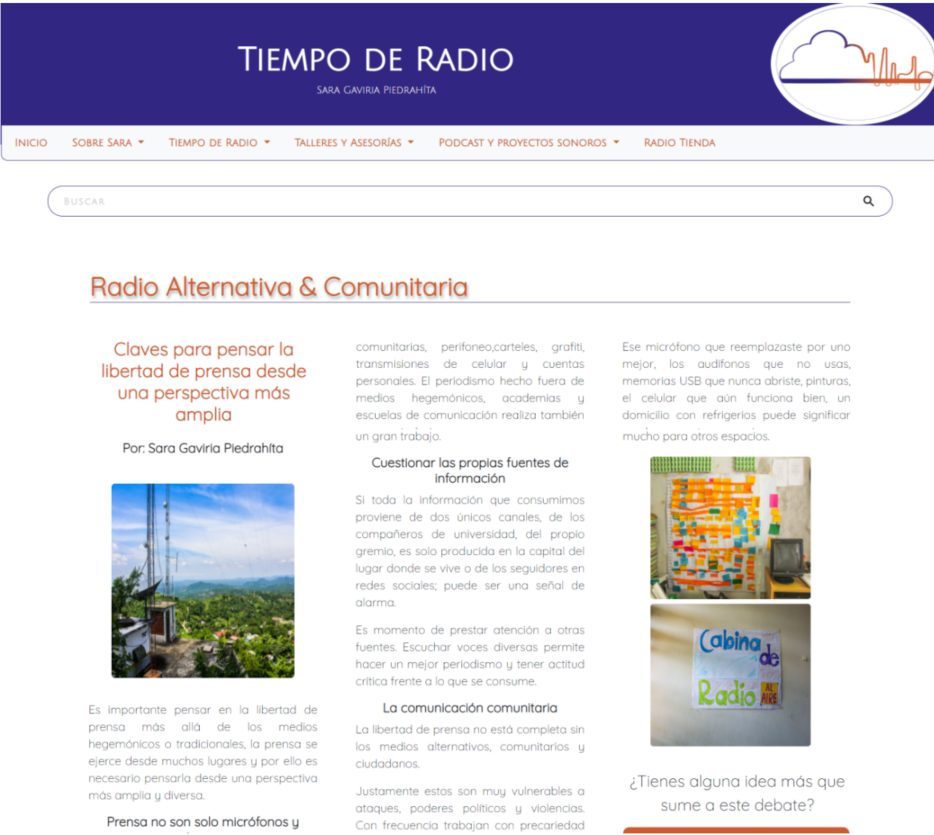 Tiempo de Radio
Sara Gaviria Piedrahíta
Inicio
Sobre Sara
Tiempo de Radio
Talleres y Asesorías
Podcast y proyectos sonoros
Radio Tienda
Buscar
Radio Alternativa & Comunitaria
Claves para pensar la
libertad de prensa desde
una perspectiva más
amplia
Por: Sara Gaviria Piedrahíta
Es importante pensar en la libertad de
prensa más allá de los medios
hegemónicos o tradicionales, la prensa se
ejerce desde muchos lugares y por ello es
necesario pensarla desde una perspectiva
más amplia y diversa.
Prensa no son solo micrófonos y
comunitarias, perifoneo,carteles, grafiti,
transmisiones de celular y cuentas
personales. El periodismo hecho fuera de
medios hegemónicos, academias y
escuelas de comunicación realiza también
un gran trabajo.
Cuestionar las propias fuentes de
información
Si toda la información que consumimos
proviene de dos únicos canales, de los
compañeros de universidad, del propio
gremio, es solo producida en la capital del
lugar donde se vive o de los seguidores en
redes sociales; puede ser una señal de
alarma.
Es momento de prestar atención a otras
fuentes. Escuchar voces diversas permite
hacer un mejor periodismo y tener actitud
crítica frente a lo que se consume.
La comunicación comunitaria
La libertad de prensa no está completa sin
los medios alternativos, comunitarios y
ciudadanos.
Justamente estos son muy vulnerables a
ataques, poderes políticos y violencias.
Con frecuencia trabajan con precariedad
Ese micrófono que reemplazaste por uno
mejor, los audífonos que no usas,
memorias USB que nunca abriste, pinturas,
el celular que aún funciona bien, un
domicilio con refrigerios puede significar
mucho para otros espacios.
Cabina
de
Radio AL
AIRE
¿Tienes alguna idea más que
sume a este debate?